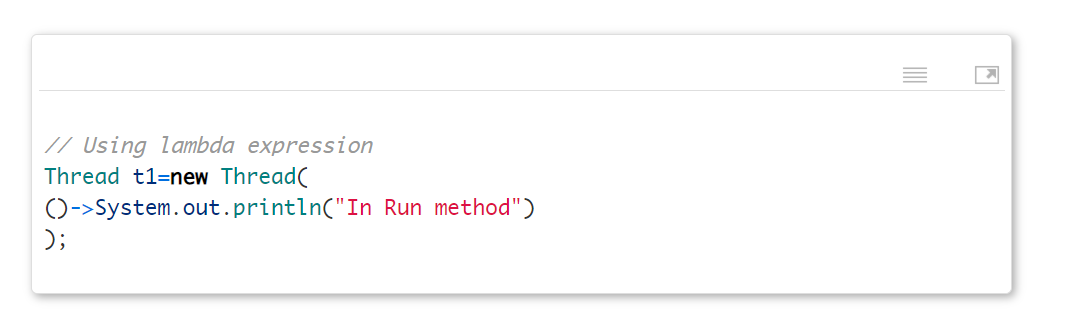 // Using lambda expression
Thread t1=new Thread(
()->System.out.println("In Run method")
);